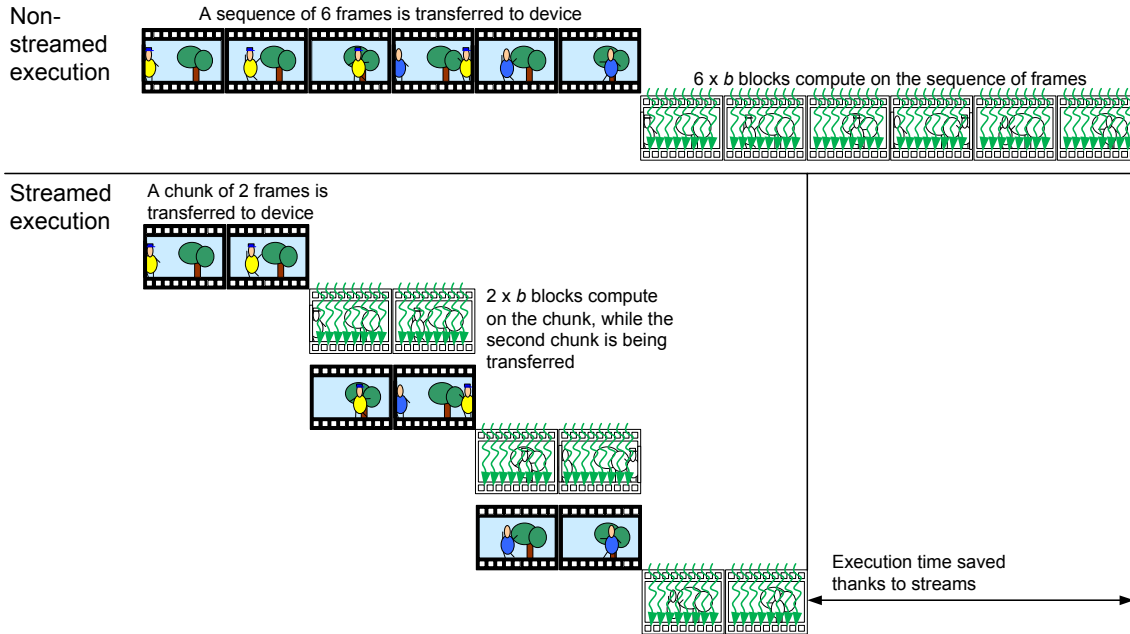 Non-
streamed
execution
A sequence of 6 frames is transferred to device
6 x b blocks compute on the sequence of frames
Streamed
execution
A chunk of 2 frames is
transferred to device
2 x b blocks compute
on the chunk, while the
second chunk is being
transferred
Execution time saved
thanks to streams